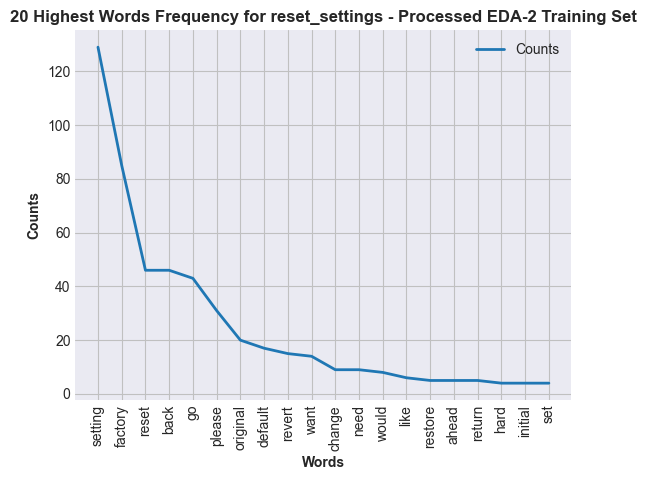 20 Highest Words Frequency for reset_settings - Processed EDA-2 Training Set
Counts
120
100
80
60
40
20
0
Counts
setting
factory
reset
back
go
please
original
default
revert
want
change
need
would
like
restore
ahead
return
hard
initial
set
Words